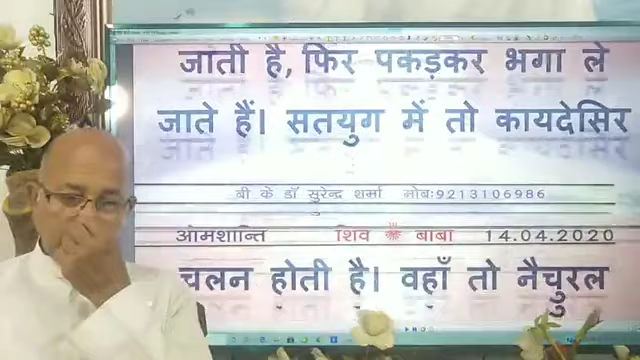 जाती है, फिर पकड़कर भगा ले
जाते हैं। सतयुग में तो कायदेसिर
बी के डॉ सुरेन्द्र शर्मा मोबः9213106986
ओमशान्ति शिव बाबा 14.04.2020
चलन होती है। वहाँ तो नैचुरल